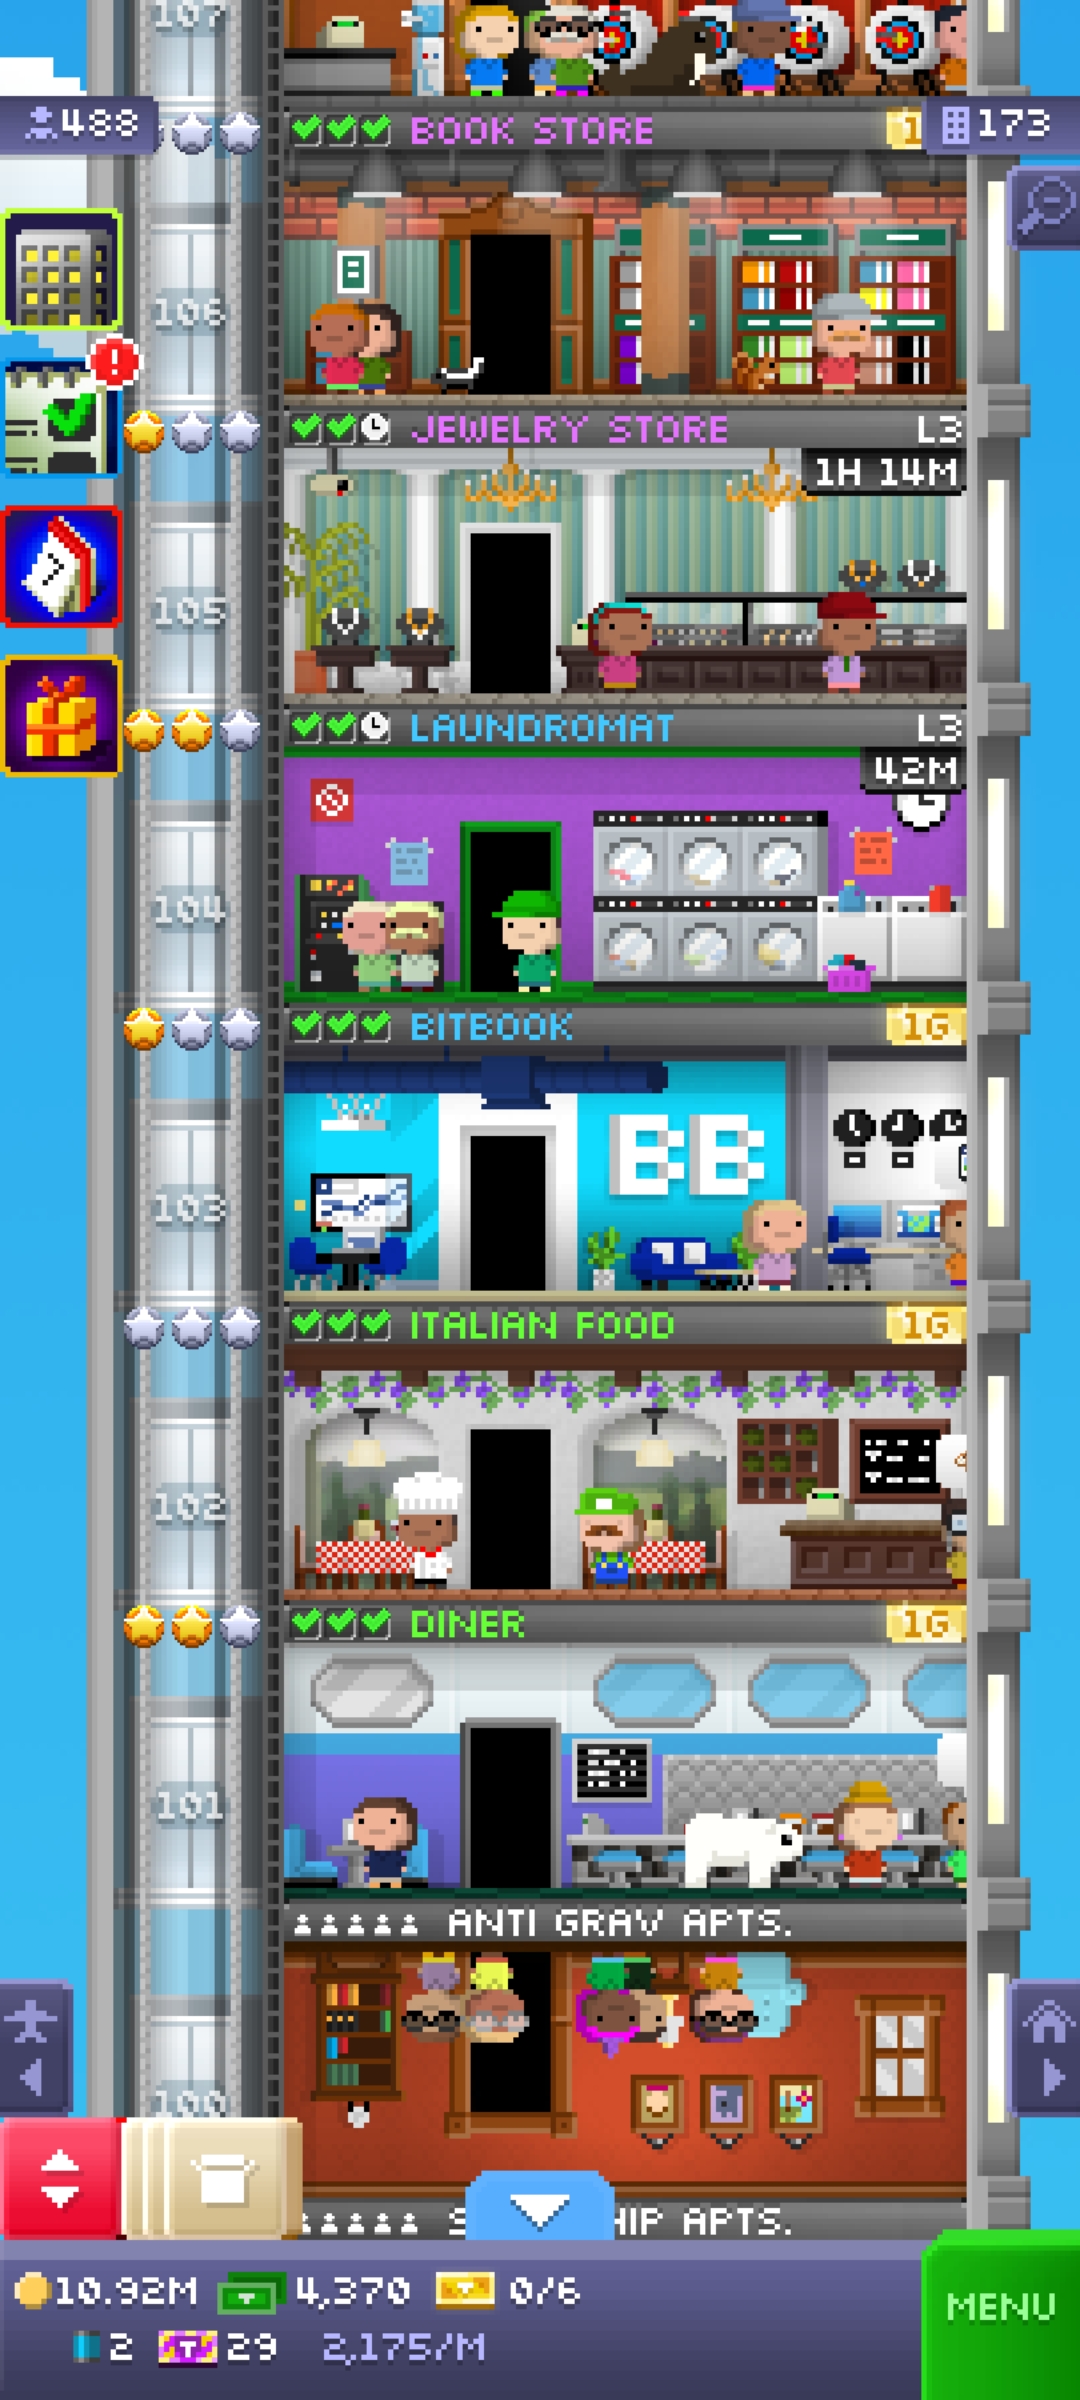 107
488
BOOK STORE
1
173
106
JEWELRY STORE
L3
1H 14M
7
105
LAUNDROMAT
L3
42M
104
BITBOOK
1G
BB
103
ITALIAN FOOD
1G
102
DINER
1G
101
ANTI GRAV APTS.
100
S
HIP APTS.
10.92M
4,370
0/6
MENU
2
T
29
2,175/M